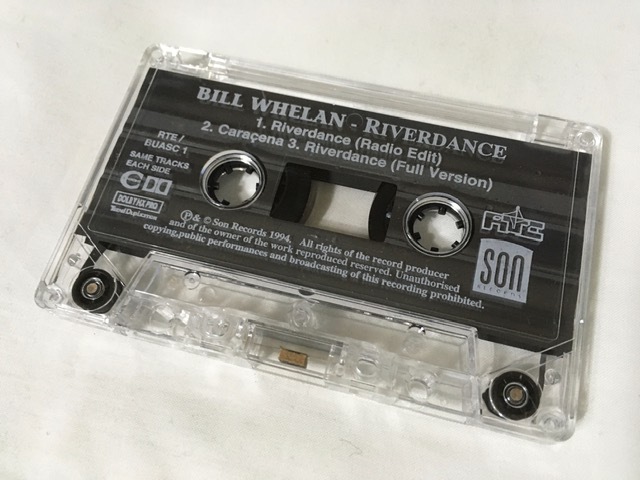 BILL WHELAN - RIVERDANCE
1. Riverdance (Radio Edit)
2. Caraçena 3. Riverdance (Full Version)
RTE/
BUASC 1
SAME TRACKS
EACH SIDE
DOLBY HX PRO
℗& © Son Records 1994. All rights of the record producer
and of the owner of the work reproduced reserved. Unauthorised
copying,public performances and broadcasting of this recording prohibited.
RTE
SON
RECORDS